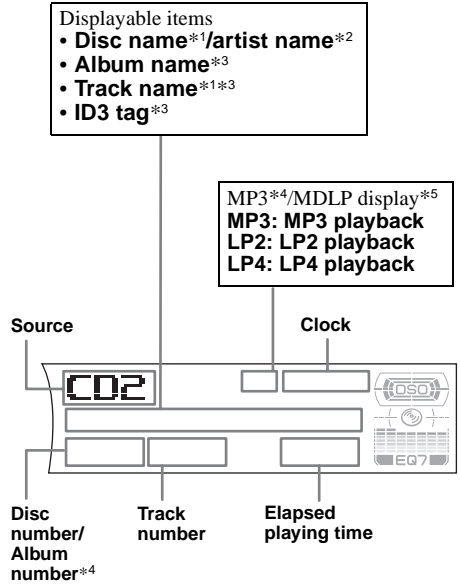 Displayable items
• Disc name*1/artist name*2
• Album name*3
• Track name*1*3
• ID3 tag*3
MP3*4/MDLP display*5
MP3: MP3 playback
LP2: LP2 playback
LP4: LP4 playback
Source
Clock
CD2
DSO
EQ7
Disc
number/
Album
number*4
Track
number
Elapsed
playing time